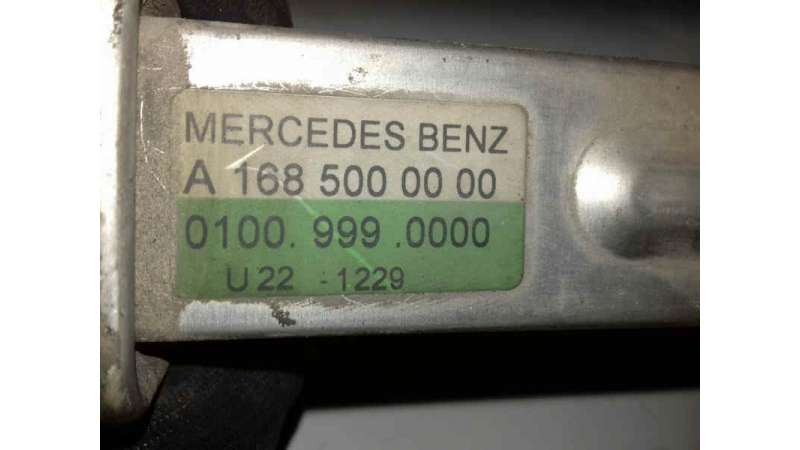 MERCEDES BENZ
A 168 500 00 00
0100. 999 .0000
U 22 - 1229